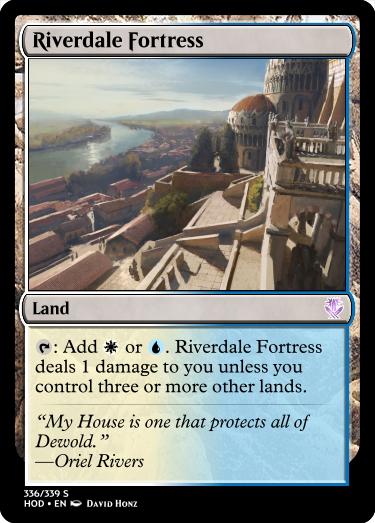 Riverdale Fortress
Land
: Add or . Riverdale Fortress
deals 1 damage to you unless you
control three or more other lands.
“My House is one that protects all of
Dewold.”
—Oriel Rivers
336/339 S
HOD • EN DAVID HONZ